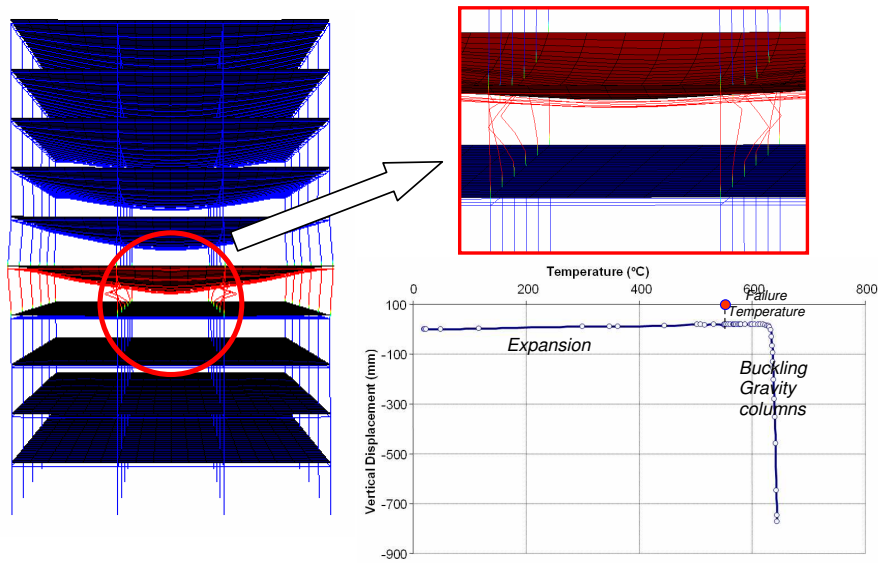 Temperature (ºC)
0
200
400
600
800
Failure
Temperature
100
-100
-300
-500
-700
-900
Vertical Displacement (mm)
Expansion
Buckling
Gravity
columns